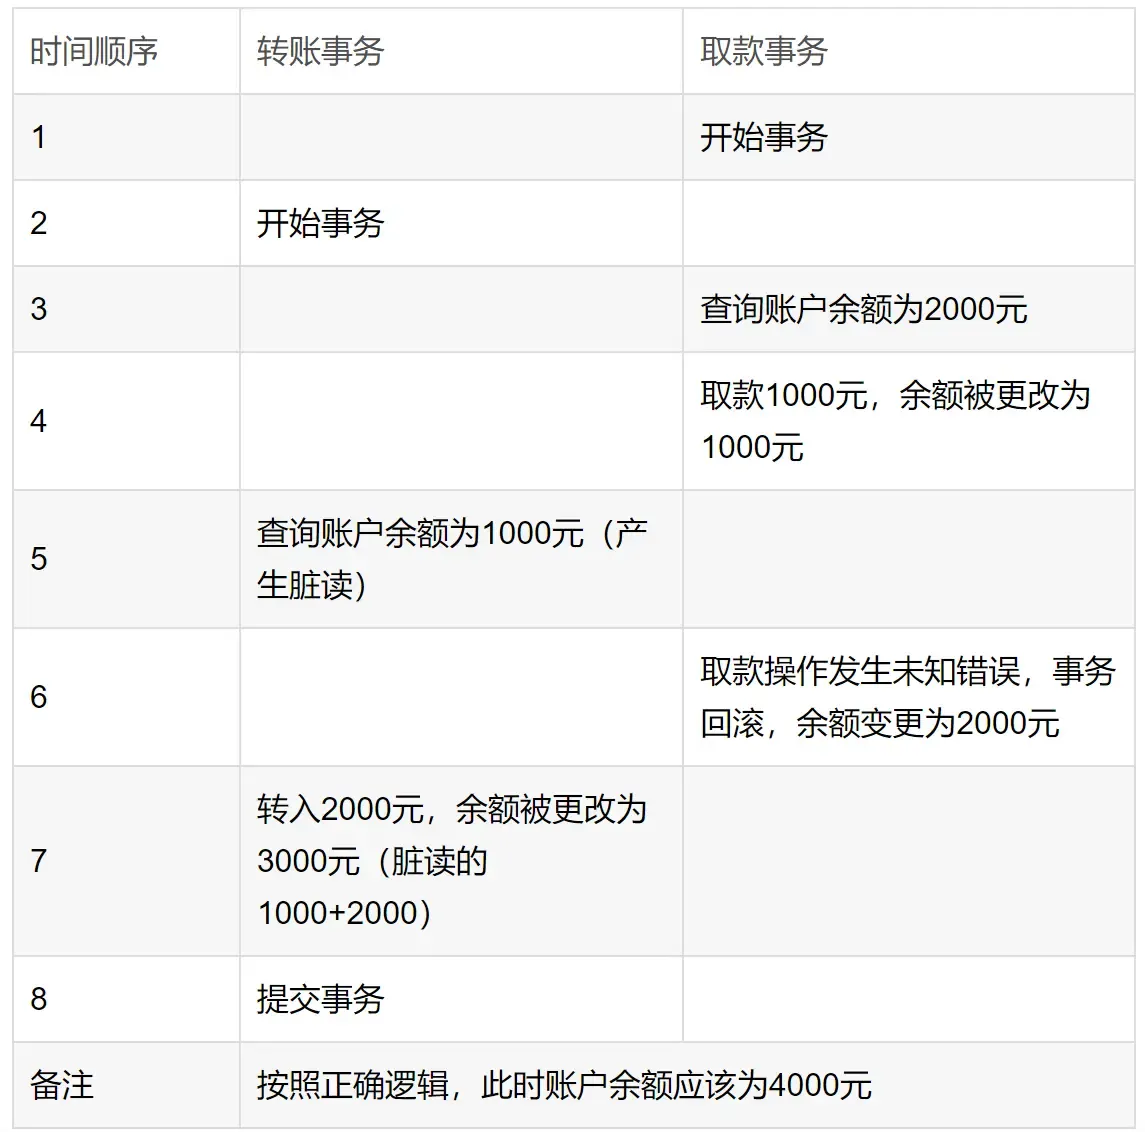 时间顺序 转账事务 取款事务
1 开始事务
2 开始事务
3 查询账户余额为2000元
4 取款1000元，余额被更改为
1000元
5 查询账户余额为1000元（产
生脏读）
6 取款操作发生未知错误，事务
回滚，余额变更为2000元
7 转入2000元，余额被更改为
3000元（脏读的
1000+2000）
8 提交事务
备注 按照正确逻辑，此时账户余额应该为4000元